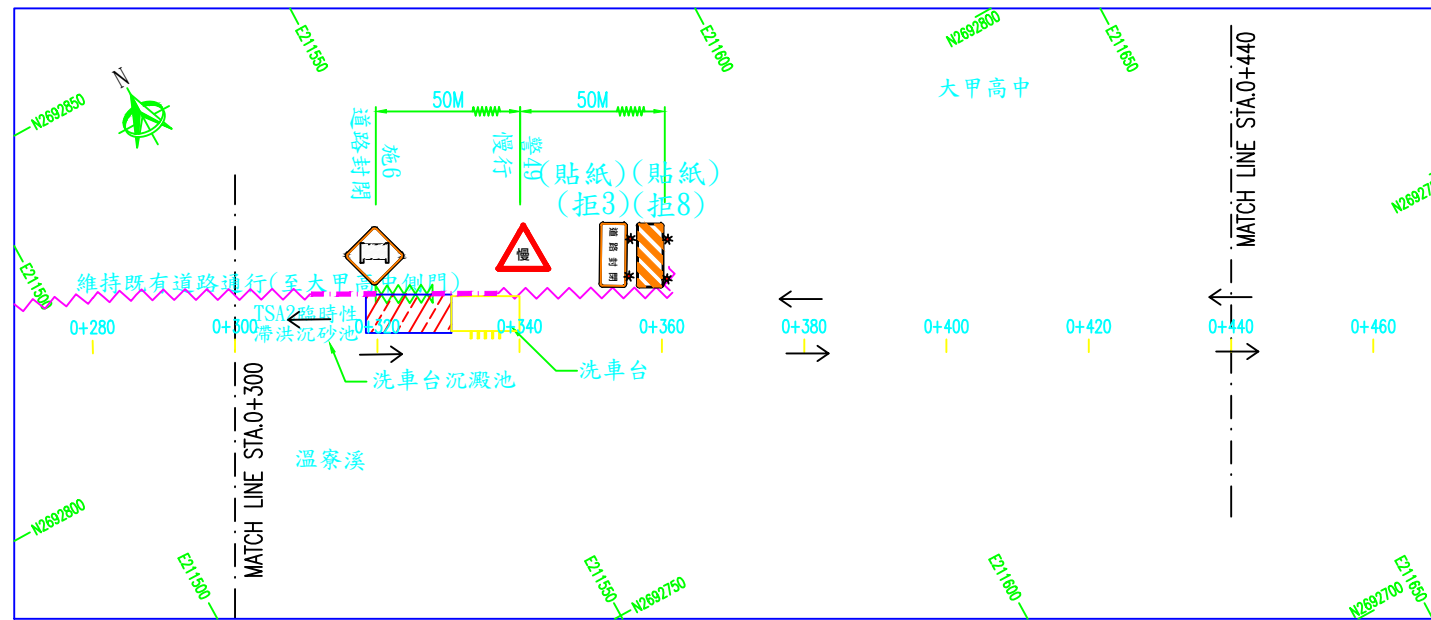 E211550
E211600
N2692800
E211650
N2692850
N
50M
50M
大甲高中
MATCH LINE STA.0+440
道路封閉
施6
慢行
警49
(貼紙)(貼紙)
(拒3)(拒8)
道路封閉
慢
E211500
維持既有道路通行(至大甲高中側門)
TSA2臨時性
滯洪沉砂池
0+280
0+300
0+320
0+340
0+360
0+380
0+400
0+420
0+440
0+460
洗車台沉澱池
洗車台
MATCH LINE STA.0+300
溫寮溪
N2692800
E211500
E211550
N2692750
E211600
N2692700
E211650